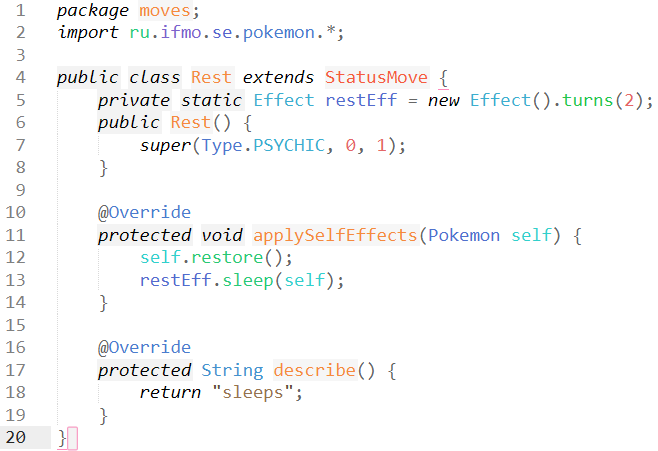 1 package moves;
2 import ru.ifmo.se.pokemon.*;
3
4 public class Rest extends StatusMove {
5     private static Effect restEff = new Effect().turns(2);
6     public Rest() {
7         super(Type.PSYCHIC, 0, 1);
8     }
9
10     @Override
11     protected void applySelfEffects(Pokemon self) {
12         self.restore();
13         restEff.sleep(self);
14     }
15
16     @Override
17     protected String describe() {
18         return "sleeps";
19     }
20 }